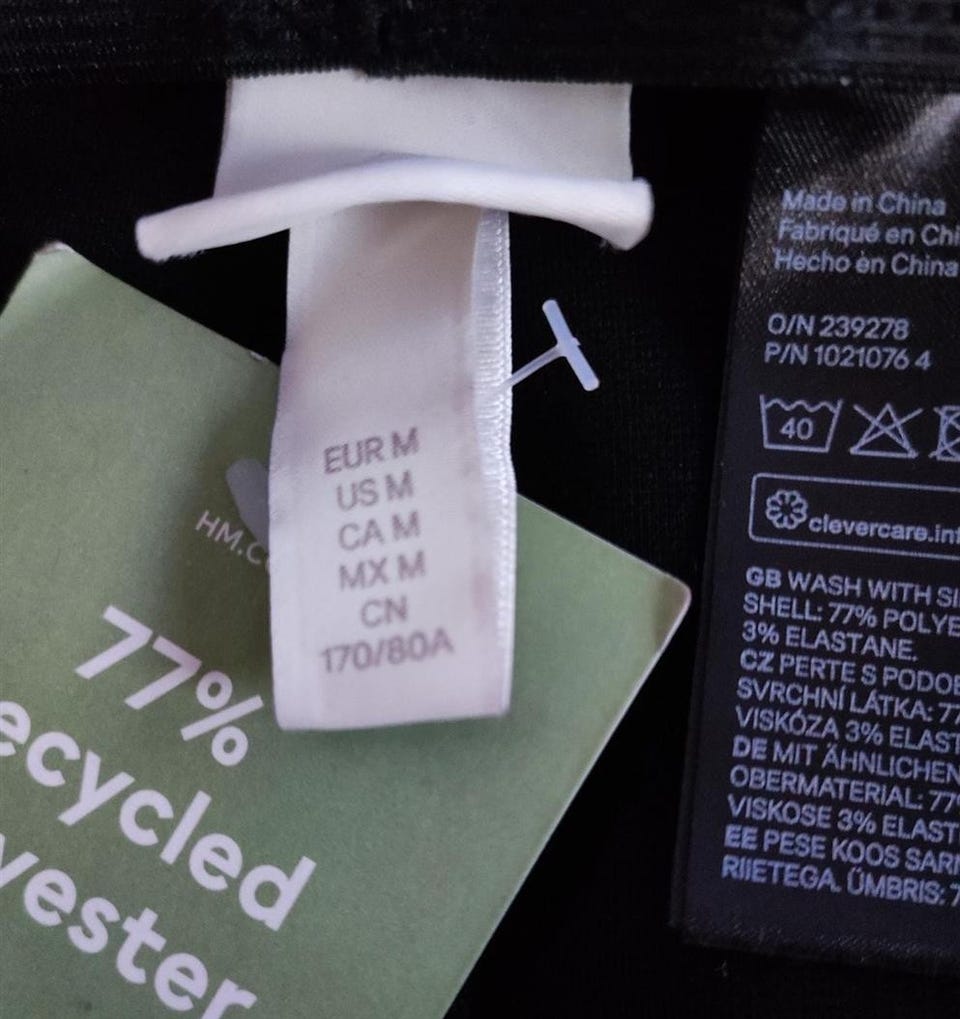 EUR M
US M
CA M
MX M
CN
170/80A
HM.C
77%
ecycled
yester
Made in China
Fabriqué en Chi
Hecho en China
O/N 239278
P/N 1021076 4
40
clevercare.inf
GB WASH WITH SI
SHELL: 77% POLYE
3% ELASTANE.
CZ PERTE S PODOB
SVRCHNÍ LÁTKA: 77
VISKÓZA 3% ELAST
DE MIT ÄHNLICHEN
OBERMATERIAL: 77%
VISKOSE 3% ELAST
EE PESE KOOS SARN
RIIETEGA. ÜMBRIS: 7